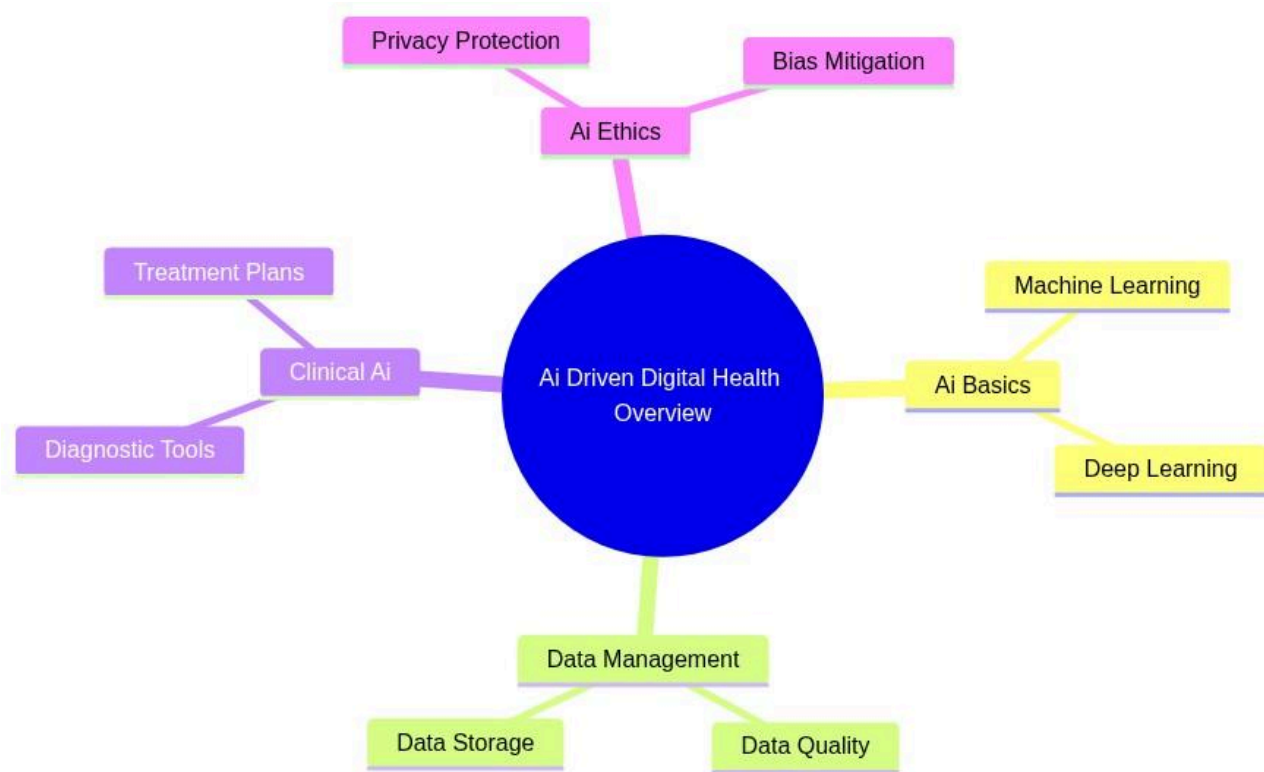 Privacy Protection
Bias Mitigation
Ai Ethics
Treatment Plans
Machine Learning
Clinical Ai
Ai Driven Digital Health
Overview
Ai Basics
Diagnostic Tools
Deep Learning
Data Management
Data Storage
Data Quality